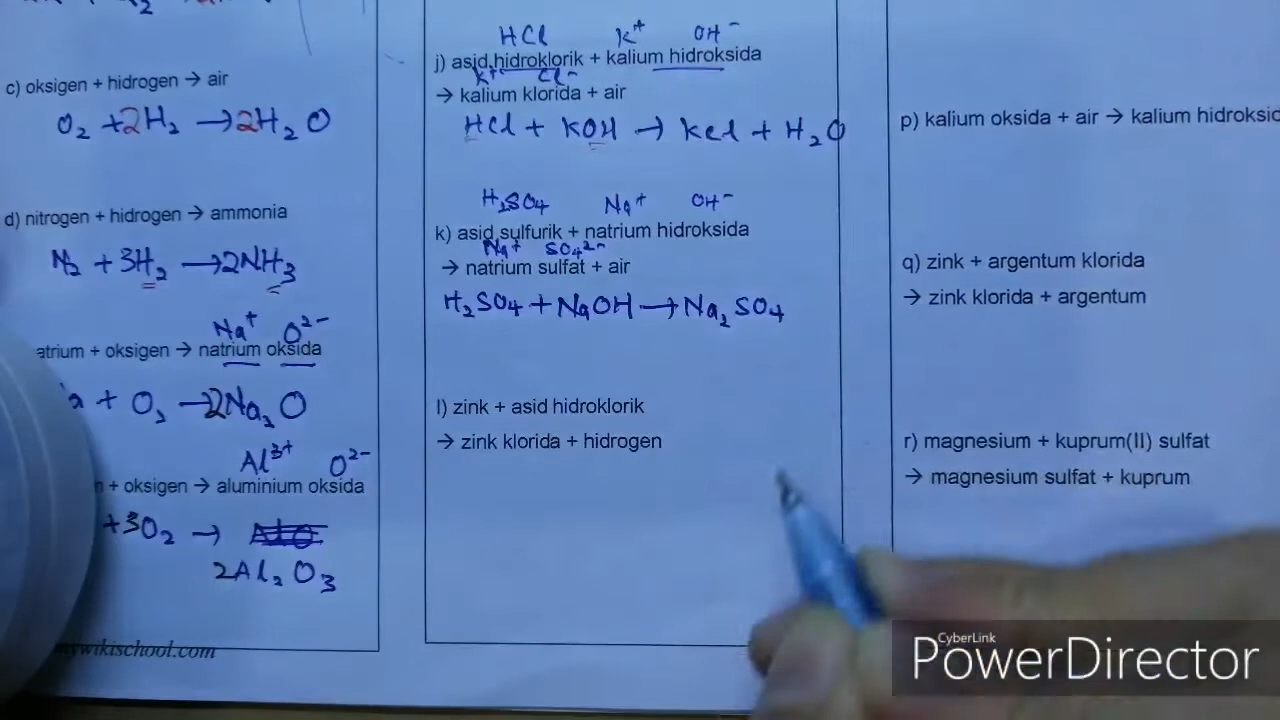 c) oksigen + hidrogen → air
O₂ + 2H₂ → 2H₂O
d) nitrogen + hidrogen → ammonia
N₂ + 3H₂ → 2NH₃
Na⁺ O²⁻
atrium + oksigen → natrium oksida
+ O₂ → 2Na₂O
Al³⁺ O²⁻
+ oksigen → aluminium oksida
+ 3O₂ →
2Al₂O₃
mywikischool.com
HCl K⁺ OH⁻
j) asid hidroklorik + kalium hidroksida
K⁺ Cl⁻
→ kalium klorida + air
HCl + KOH → KCl + H₂O
H₂SO₄ Na⁺ OH⁻
k) asid sulfurik + natrium hidroksida
Na⁺ SO₄²⁻
→ natrium sulfat + air
H₂SO₄ + NaOH → Na₂SO₄
l) zink + asid hidroklorik
→ zink klorida + hidrogen
p) kalium oksida + air → kalium hidroksid
q) zink + argentum klorida
→ zink klorida + argentum
r) magnesium + kuprum(II) sulfat
→ magnesium sulfat + kuprum
CyberLink
PowerDirector